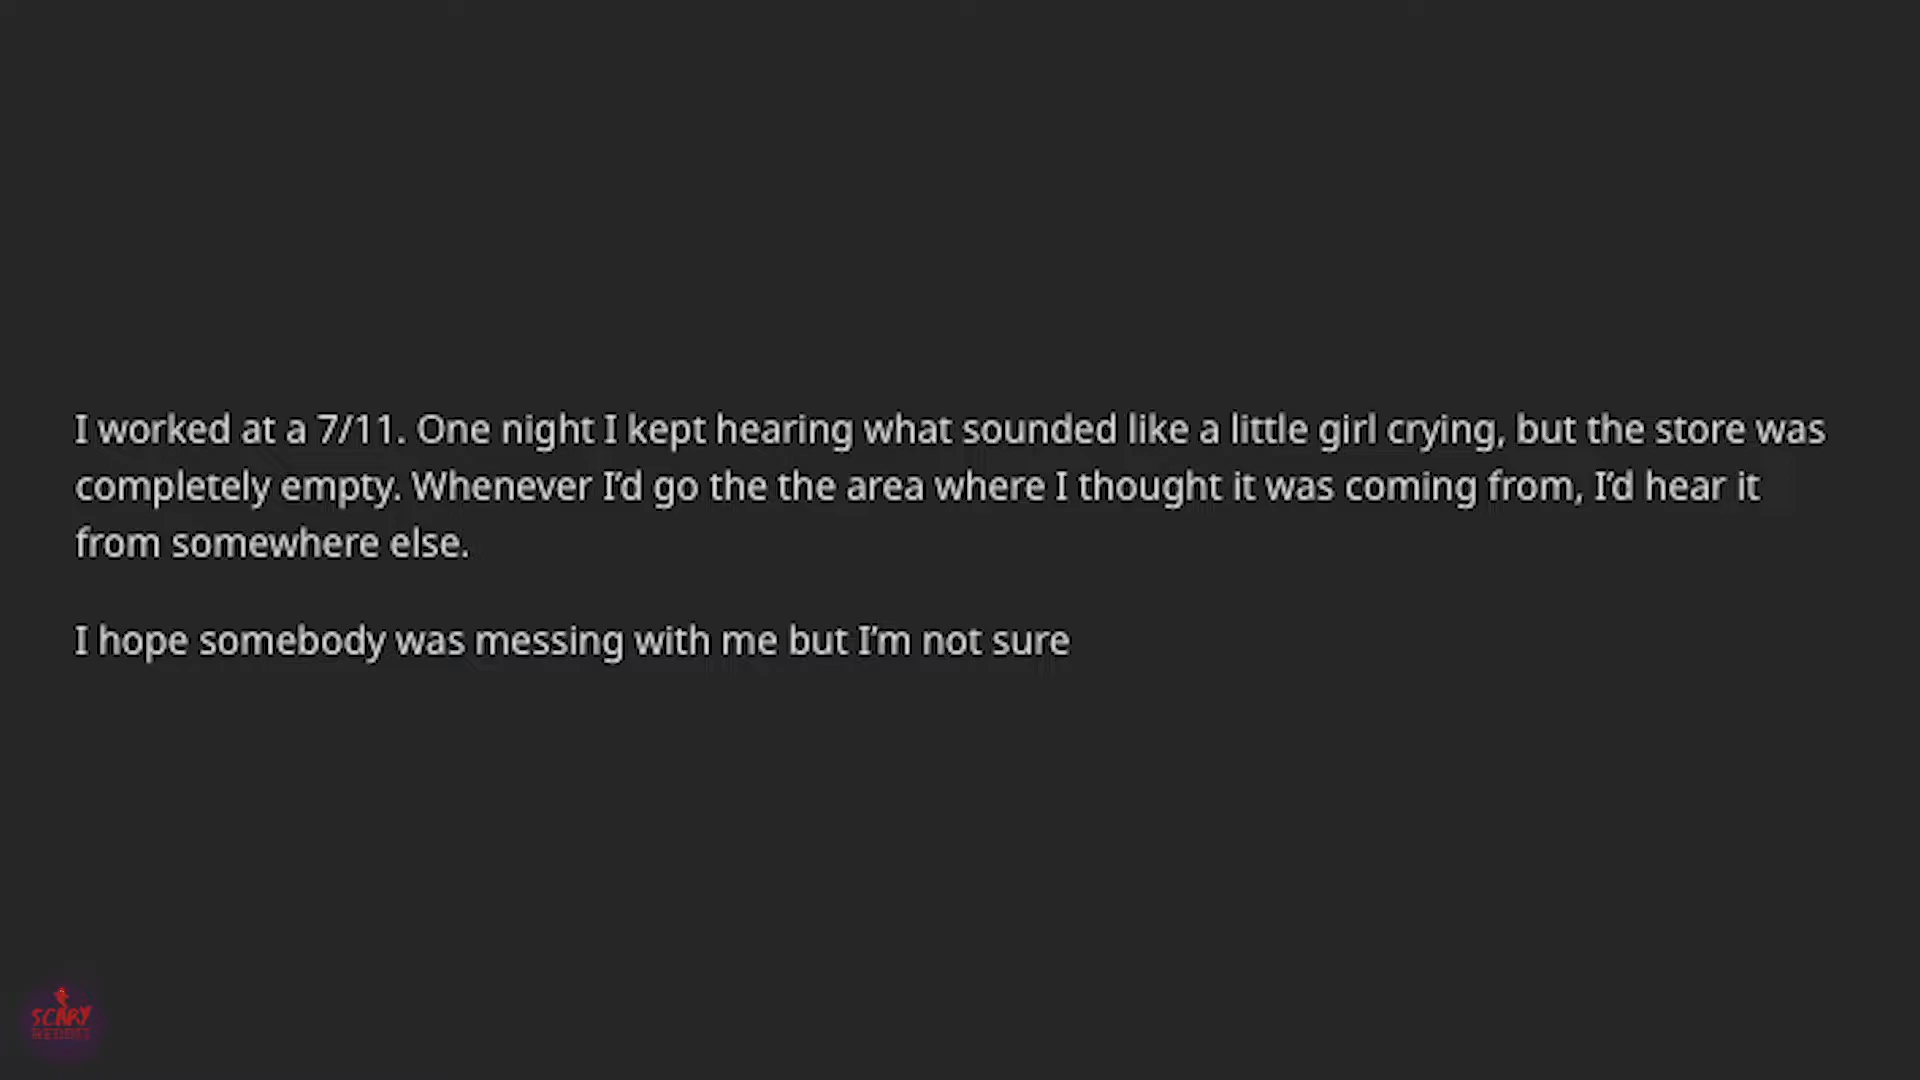 I worked at a 7/11. One night I kept hearing what sounded like a little girl crying, but the store was
completely empty. Whenever I’d go the the area where I thought it was coming from, I’d hear it
from somewhere else.
I hope somebody was messing with me but I’m not sure
SCARY